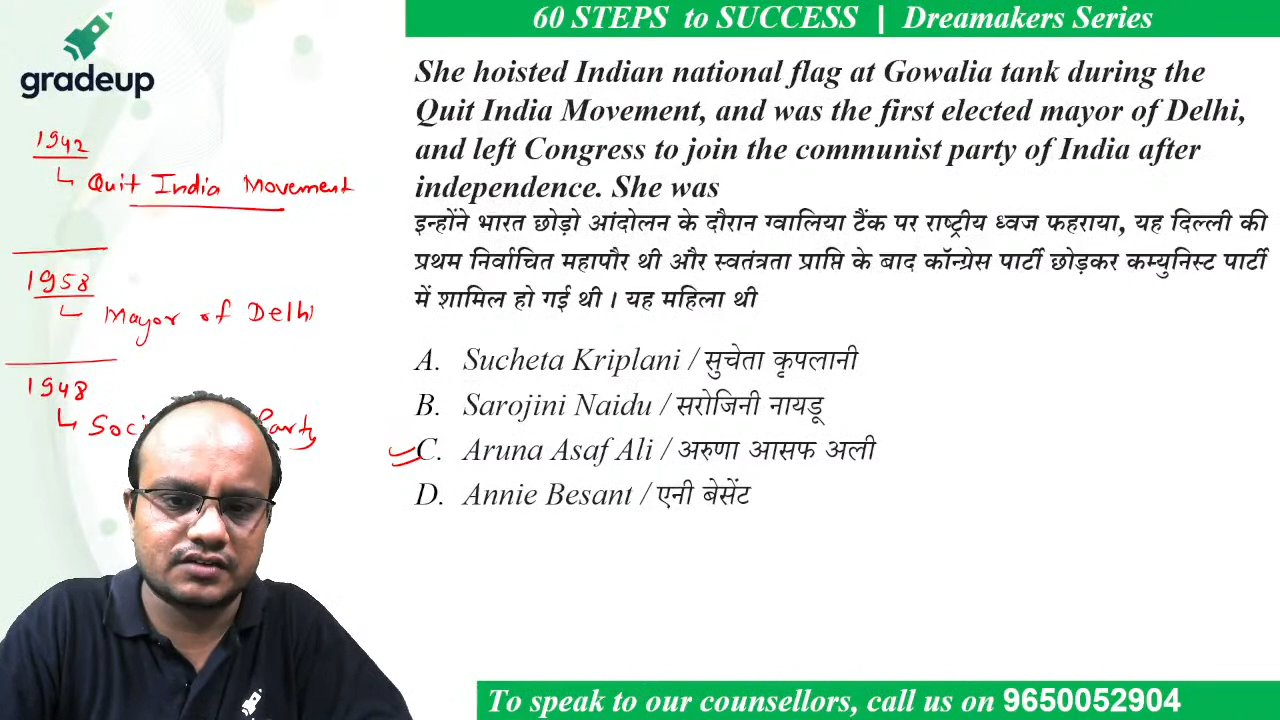 60 STEPS to SUCCESS | Dreamakers Series
gradeup
1942
Quit India Movement
1958
Mayor of Delhi
1948
Party
She hoisted Indian national flag at Gowalia tank during the
Quit India Movement, and was the first elected mayor of Delhi,
and left Congress to join the communist party of India after
independence. She was
इन्होंने भारत छोड़ो आंदोलन के दौरान ग्वालिया टैंक पर राष्ट्रीय ध्वज फहराया, यह दिल्ली की
प्रथम निर्वाचित महापौर थी और स्वतंत्रता प्राप्ति के बाद कॉन्ग्रेस पार्टी छोड़कर कम्युनिस्ट पार्टी
में शामिल हो गई थी । यह महिला थी
A. Sucheta Kriplani / सुचेता कृपलानी
B. Sarojini Naidu / सरोजिनी नायडू
C. Aruna Asaf Ali / अरुणा आसफ अली
D. Annie Besant / एनी बेसेंट
To speak to our counsellors, call us on 9650052904